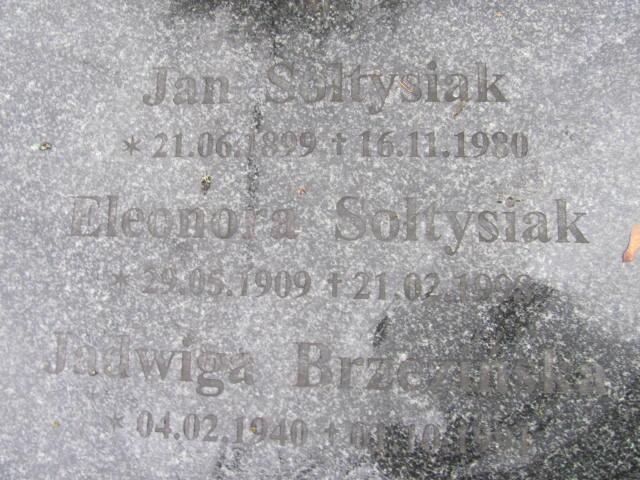 Jan Sołtysiak
* 21.06.1899 † 16.11.1980
Eleonora Sołtysiak
* 29.05.1909 †
Jadwiga Brzezińska
* 04.02.1940 †